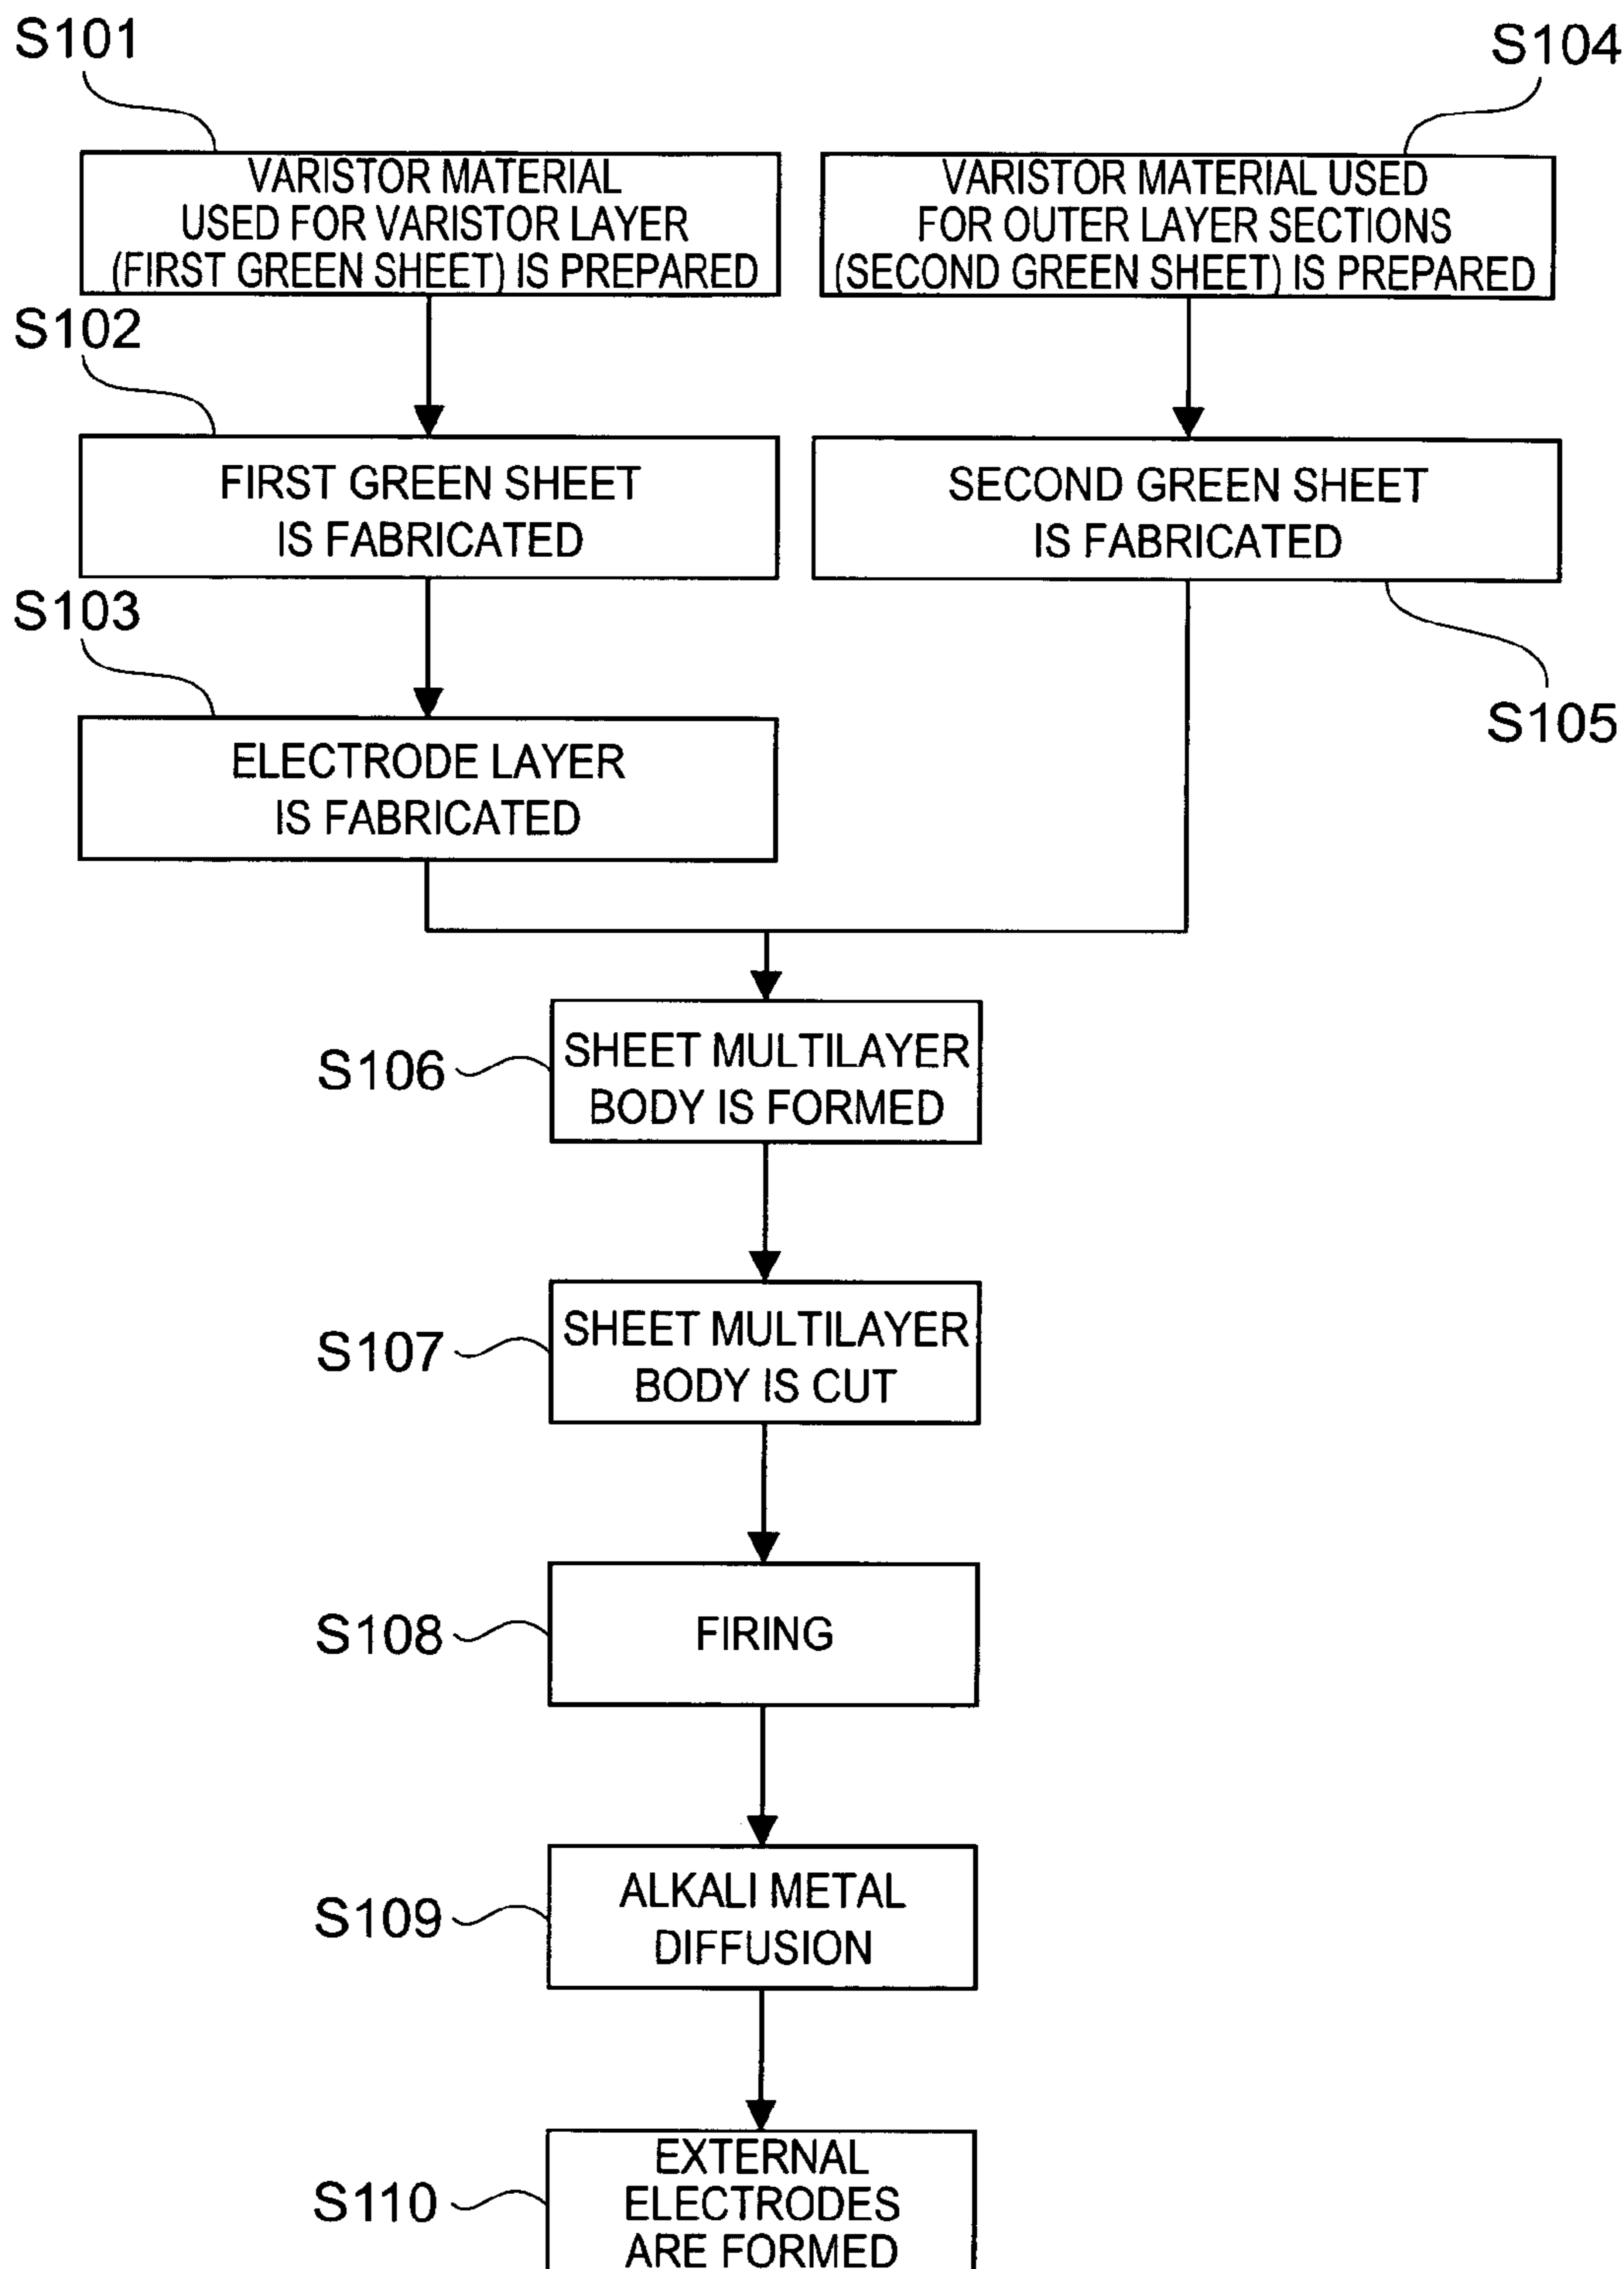 S101
VARISTOR MATERIAL
USED FOR VARISTOR LAYER
(FIRST GREEN SHEET) IS PREPARED
S104
VARISTOR MATERIAL USED
FOR OUTER LAYER SECTIONS
(SECOND GREEN SHEET) IS PREPARED
S102
FIRST GREEN SHEET
IS FABRICATED
SECOND GREEN SHEET
IS FABRICATED
S105
S103
ELECTRODE LAYER
IS FABRICATED
S106
SHEET MULTILAYER
BODY IS FORMED
S107
SHEET MULTILAYER
BODY IS CUT
S108
FIRING
S109
ALKALI METAL
DIFFUSION
S110
EXTERNAL
ELECTRODES
ARE FORMED